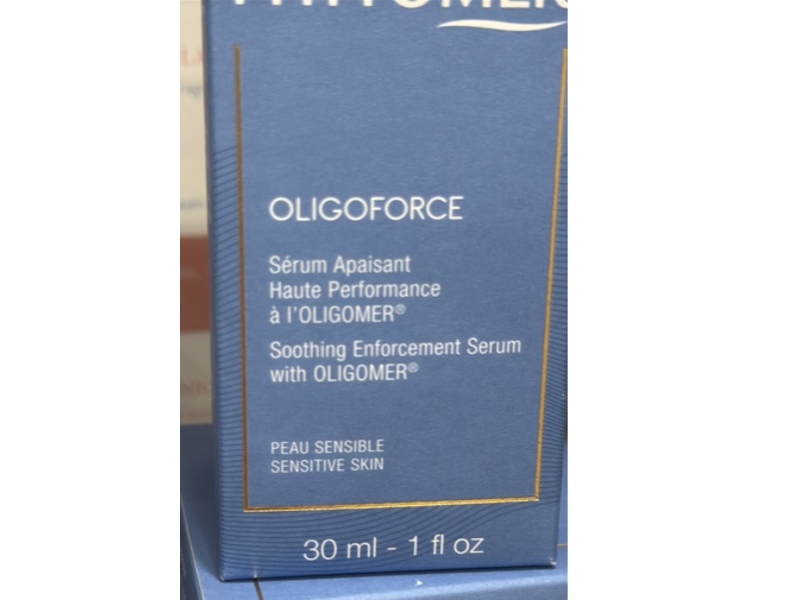 PHYTOMER
OLIGOFORCE
Sérum Apaisant
Haute Performance
à l'OLIGOMER®
Soothing Enforcement Serum
with OLIGOMER®
PEAU SENSIBLE
SENSITIVE SKIN
30 ml - 1 fl oz